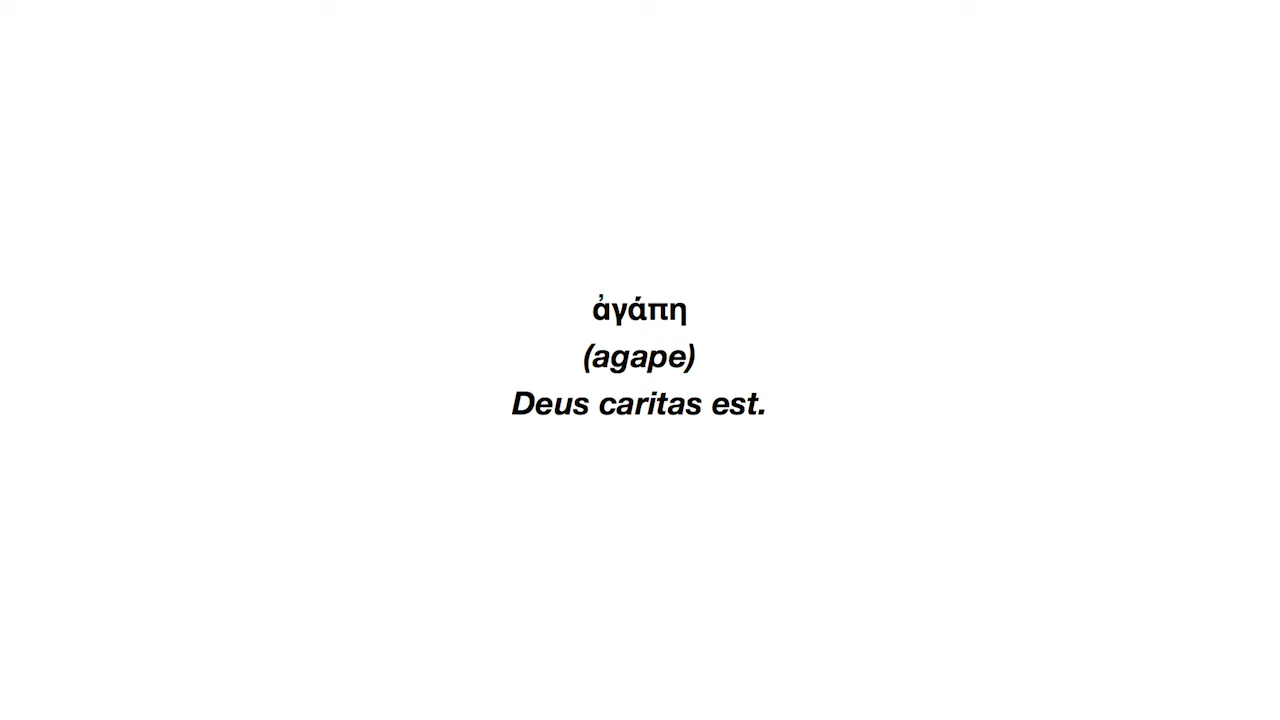 ἀγάπη
(agape)
Deus caritas est.